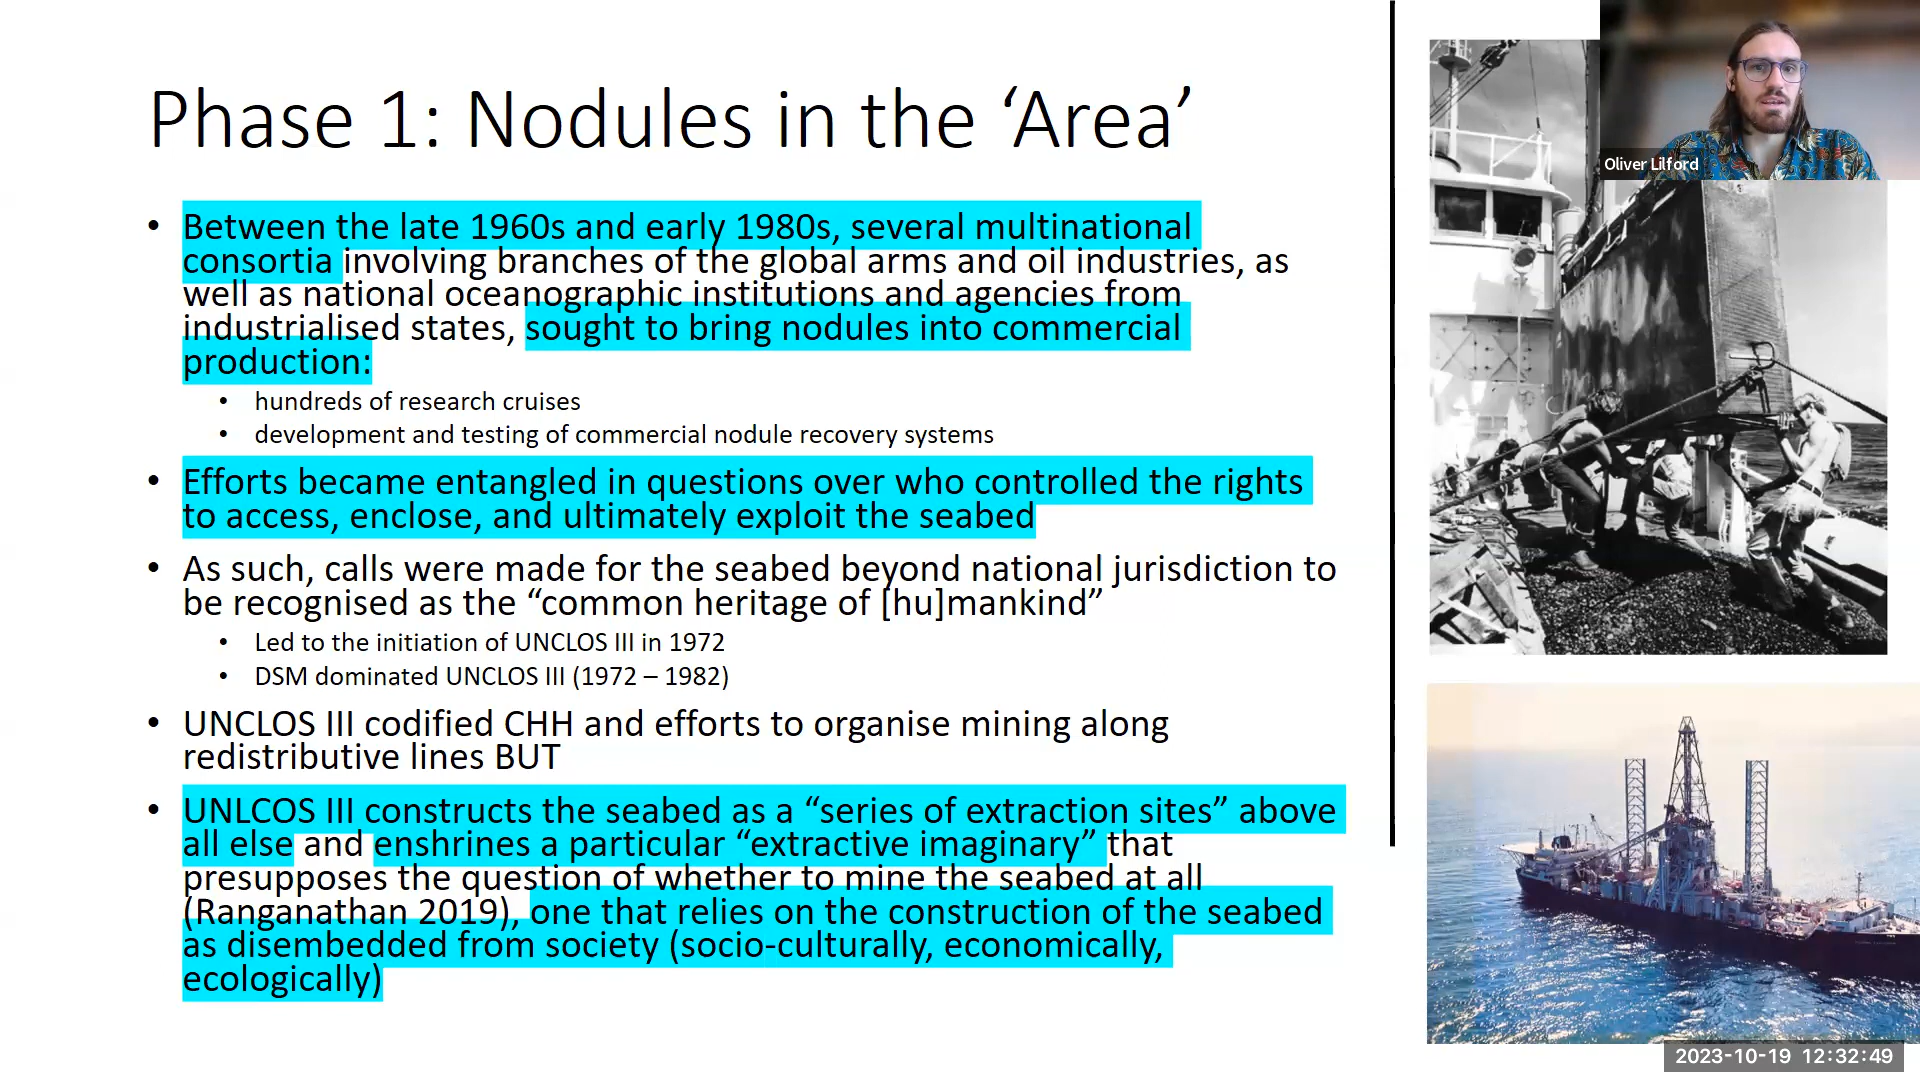 Phase 1: Nodules in the ‘Area’
Oliver Lilford
• Between the late 1960s and early 1980s, several multinational
consortia involving branches of the global arms and oil industries, as
well as national oceanographic institutions and agencies from
industrialised states, sought to bring nodules into commercial
production:
• hundreds of research cruises
• development and testing of commercial nodule recovery systems
• Efforts became entangled in questions over who controlled the rights
to access, enclose, and ultimately exploit the seabed
• As such, calls were made for the seabed beyond national jurisdiction to
be recognised as the “common heritage of [hu]mankind”
• Led to the initiation of UNCLOS III in 1972
• DSM dominated UNCLOS III (1972 – 1982)
• UNCLOS III codified CHH and efforts to organise mining along
redistributive lines BUT
• UNLCOS III constructs the seabed as a “series of extraction sites” above
all else and enshrines a particular “extractive imaginary” that
presupposes the question of whether to mine the seabed at all
(Ranganathan 2019), one that relies on the construction of the seabed
as disembedded from society (socio-culturally, economically,
ecologically)
2023-10-19 12:32:49